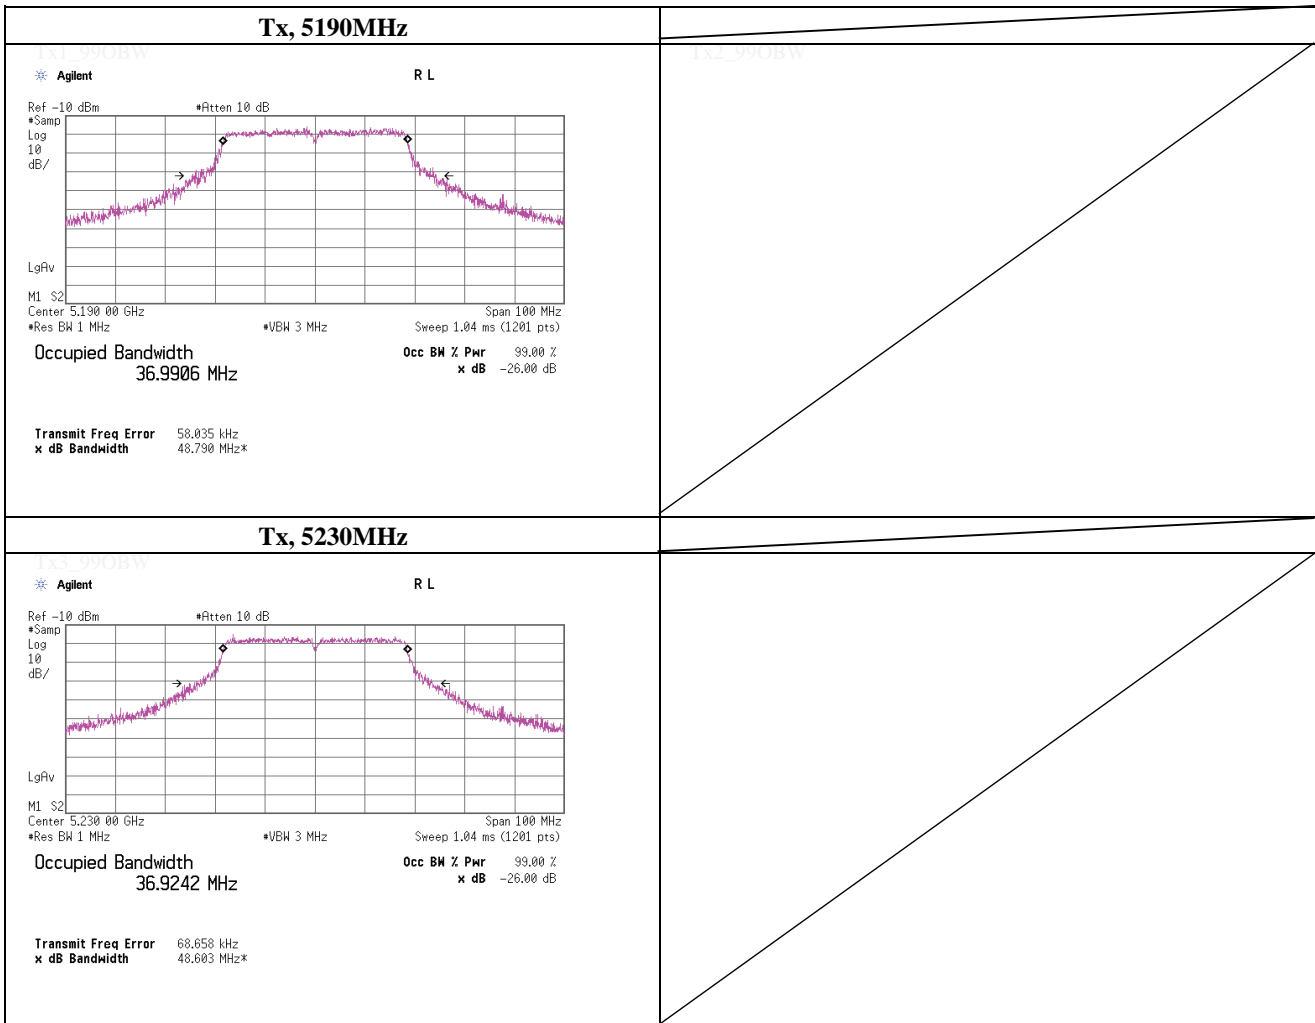 Tx, 5190MHz
Tx1_99OBW
Tx2_99OBW
Agilent
R L
Ref -10 dBm
#Atten 10 dB
#Samp
Log
10
dB/
LgAv
M1 S2
Center 5.190 00 GHz
Span 100 MHz
#Res BW 1 MHz
#VBW 3 MHz
Sweep 1.04 ms (1201 pts)
Occupied Bandwidth
36.9906 MHz
Occ BW % Pwr 99.00 %
x dB -26.00 dB
Transmit Freq Error 58.035 kHz
x dB Bandwidth 48.790 MHz*
Tx, 5230MHz
Tx3_99OBW
Agilent
R L
Ref -10 dBm
#Atten 10 dB
#Samp
Log
10
dB/
LgAv
M1 S2
Center 5.230 00 GHz
Span 100 MHz
#Res BW 1 MHz
#VBW 3 MHz
Sweep 1.04 ms (1201 pts)
Occupied Bandwidth
36.9242 MHz
Occ BW % Pwr 99.00 %
x dB -26.00 dB
Transmit Freq Error 68.658 kHz
x dB Bandwidth 48.603 MHz*